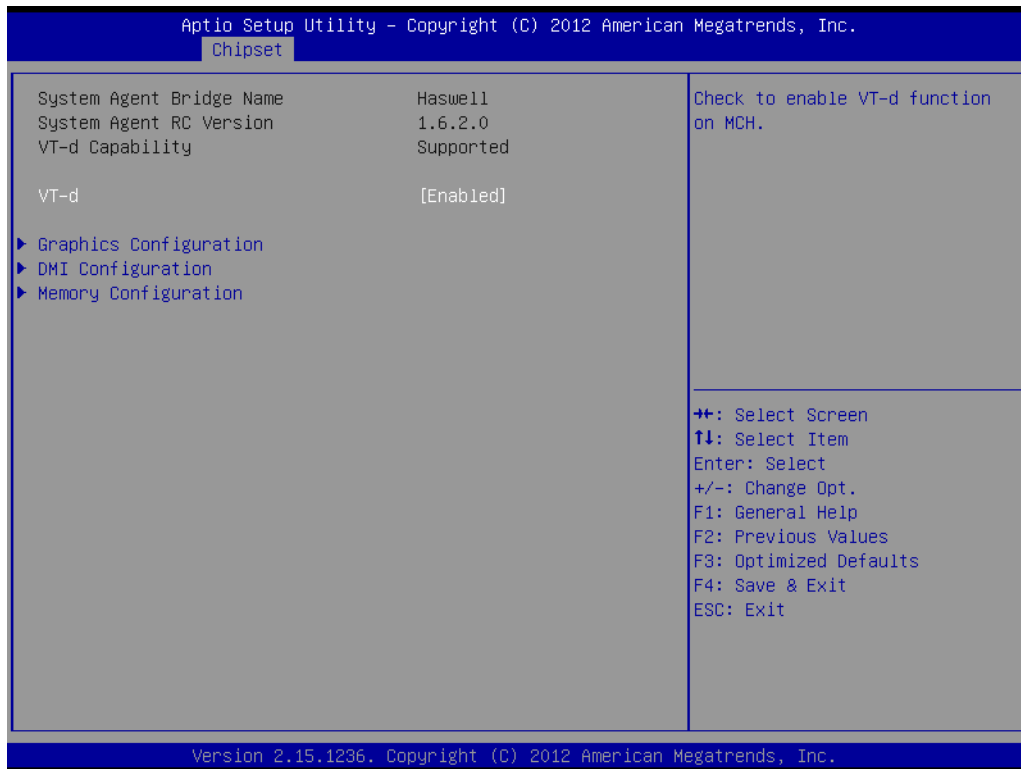 Aptio Setup Utility – Copyright (C) 2012 American Megatrends, Inc.
Chipset
System Agent Bridge Name Haswell
System Agent RC Version 1.6.2.0
VT-d Capability Supported
VT-d [Enabled]
▶ Graphics Configuration
▶ DMI Configuration
▶ Memory Configuration
Check to enable VT-d function
on MCH.
→←: Select Screen
↑↓: Select Item
Enter: Select
+/-: Change Opt.
F1: General Help
F2: Previous Values
F3: Optimized Defaults
F4: Save & Exit
ESC: Exit
Version 2.15.1236. Copyright (C) 2012 American Megatrends, Inc.